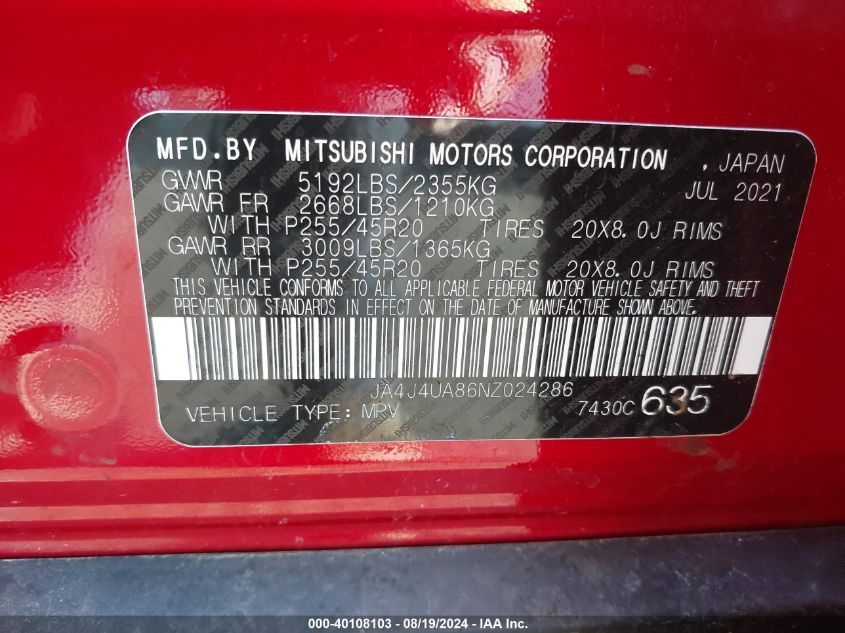 MFD.BY MITSUBISHI MOTORS CORPORATION , JAPAN
GVWR 5192LBS/2355KG JUL 2021
GAWR FR 2668LBS/1210KG
WITH P255/45R20 TIRES 20X8.0J RIMS
GAWR RR 3009LBS/1365KG
WITH P255/45R20 TIRES 20X8.0J RIMS
THIS VEHICLE CONFORMS TO ALL APPLICABLE FEDERAL MOTOR VEHICLE SAFETY AND THEFT
PREVENTION STANDARDS IN EFFECT ON THE DATE OF MANUFACTURE SHOWN ABOVE.
JA4J4UA86NZ024286
VEHICLE TYPE: MPV 7430C 635
000-40108103 - 08/19/2024 - IAA Inc.